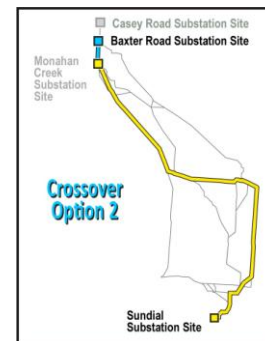 Casey Road Substation Site
Baxter Road Substation Site
Monahan
Creek
Substation
Site
Crossover
Option 2
Sundial
Substation Site